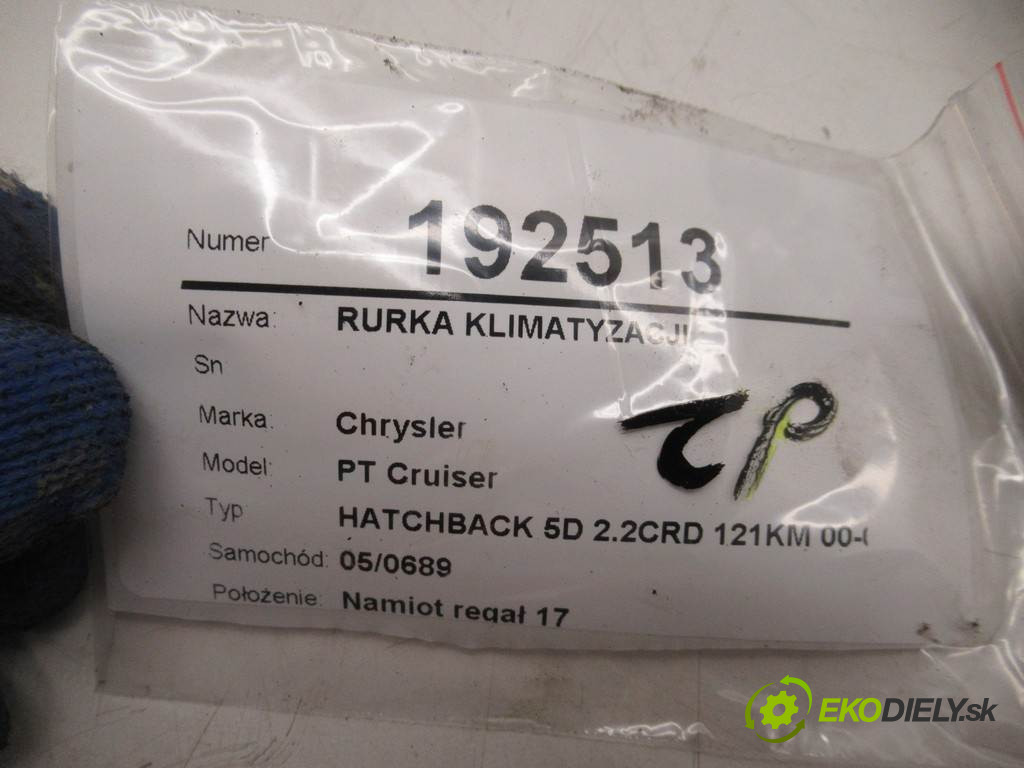 Numer 192513
Nazwa: RURKA KLIMATYZACJI
Sn
Marka: Chrysler
Model: PT Cruiser
Typ HATCHBACK 5D 2.2CRD 121KM 00-
Samochód: 05/0689
Położenie: Namiot regał 17
EKODIELY.sk